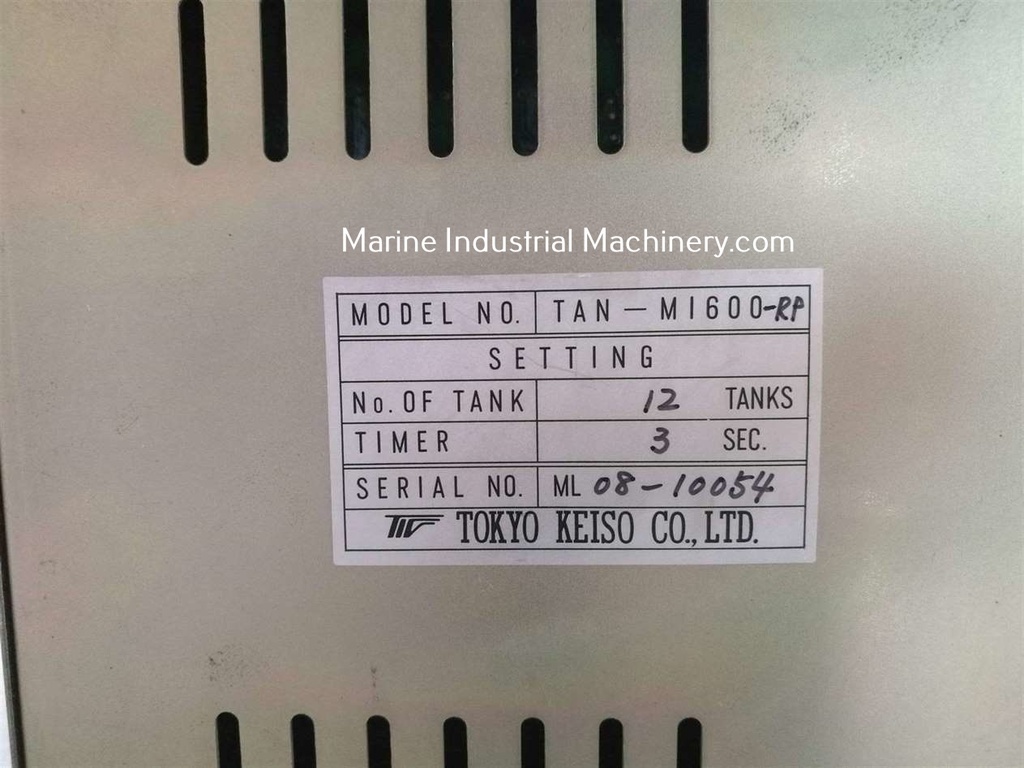 Marine Industrial Machinery.com
MODEL NO. TAN-M1600-RP
SETTING
No. OF TANK 12 TANKS
TIMER 3 SEC.
SERIAL NO. ML 08-10054
TOKYO KEISO CO., LTD.